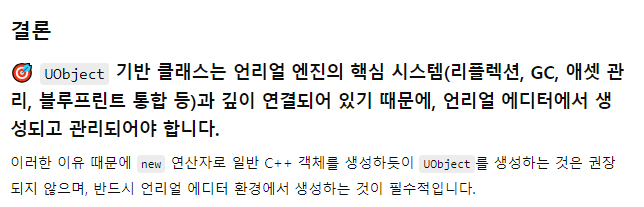 결론
🎯 UObject 기반 클래스는 언리얼 엔진의 핵심 시스템(리플렉션, GC, 애셋 관
리, 블루프린트 통합 등)과 깊이 연결되어 있기 때문에, 언리얼 에디터에서 생
성되고 관리되어야 합니다.
이러한 이유 때문에 new 연산자로 일반 C++ 객체를 생성하듯이 UObject를 생성하는 것은 권장
되지 않으며, 반드시 언리얼 에디터 환경에서 생성하는 것이 필수적입니다.